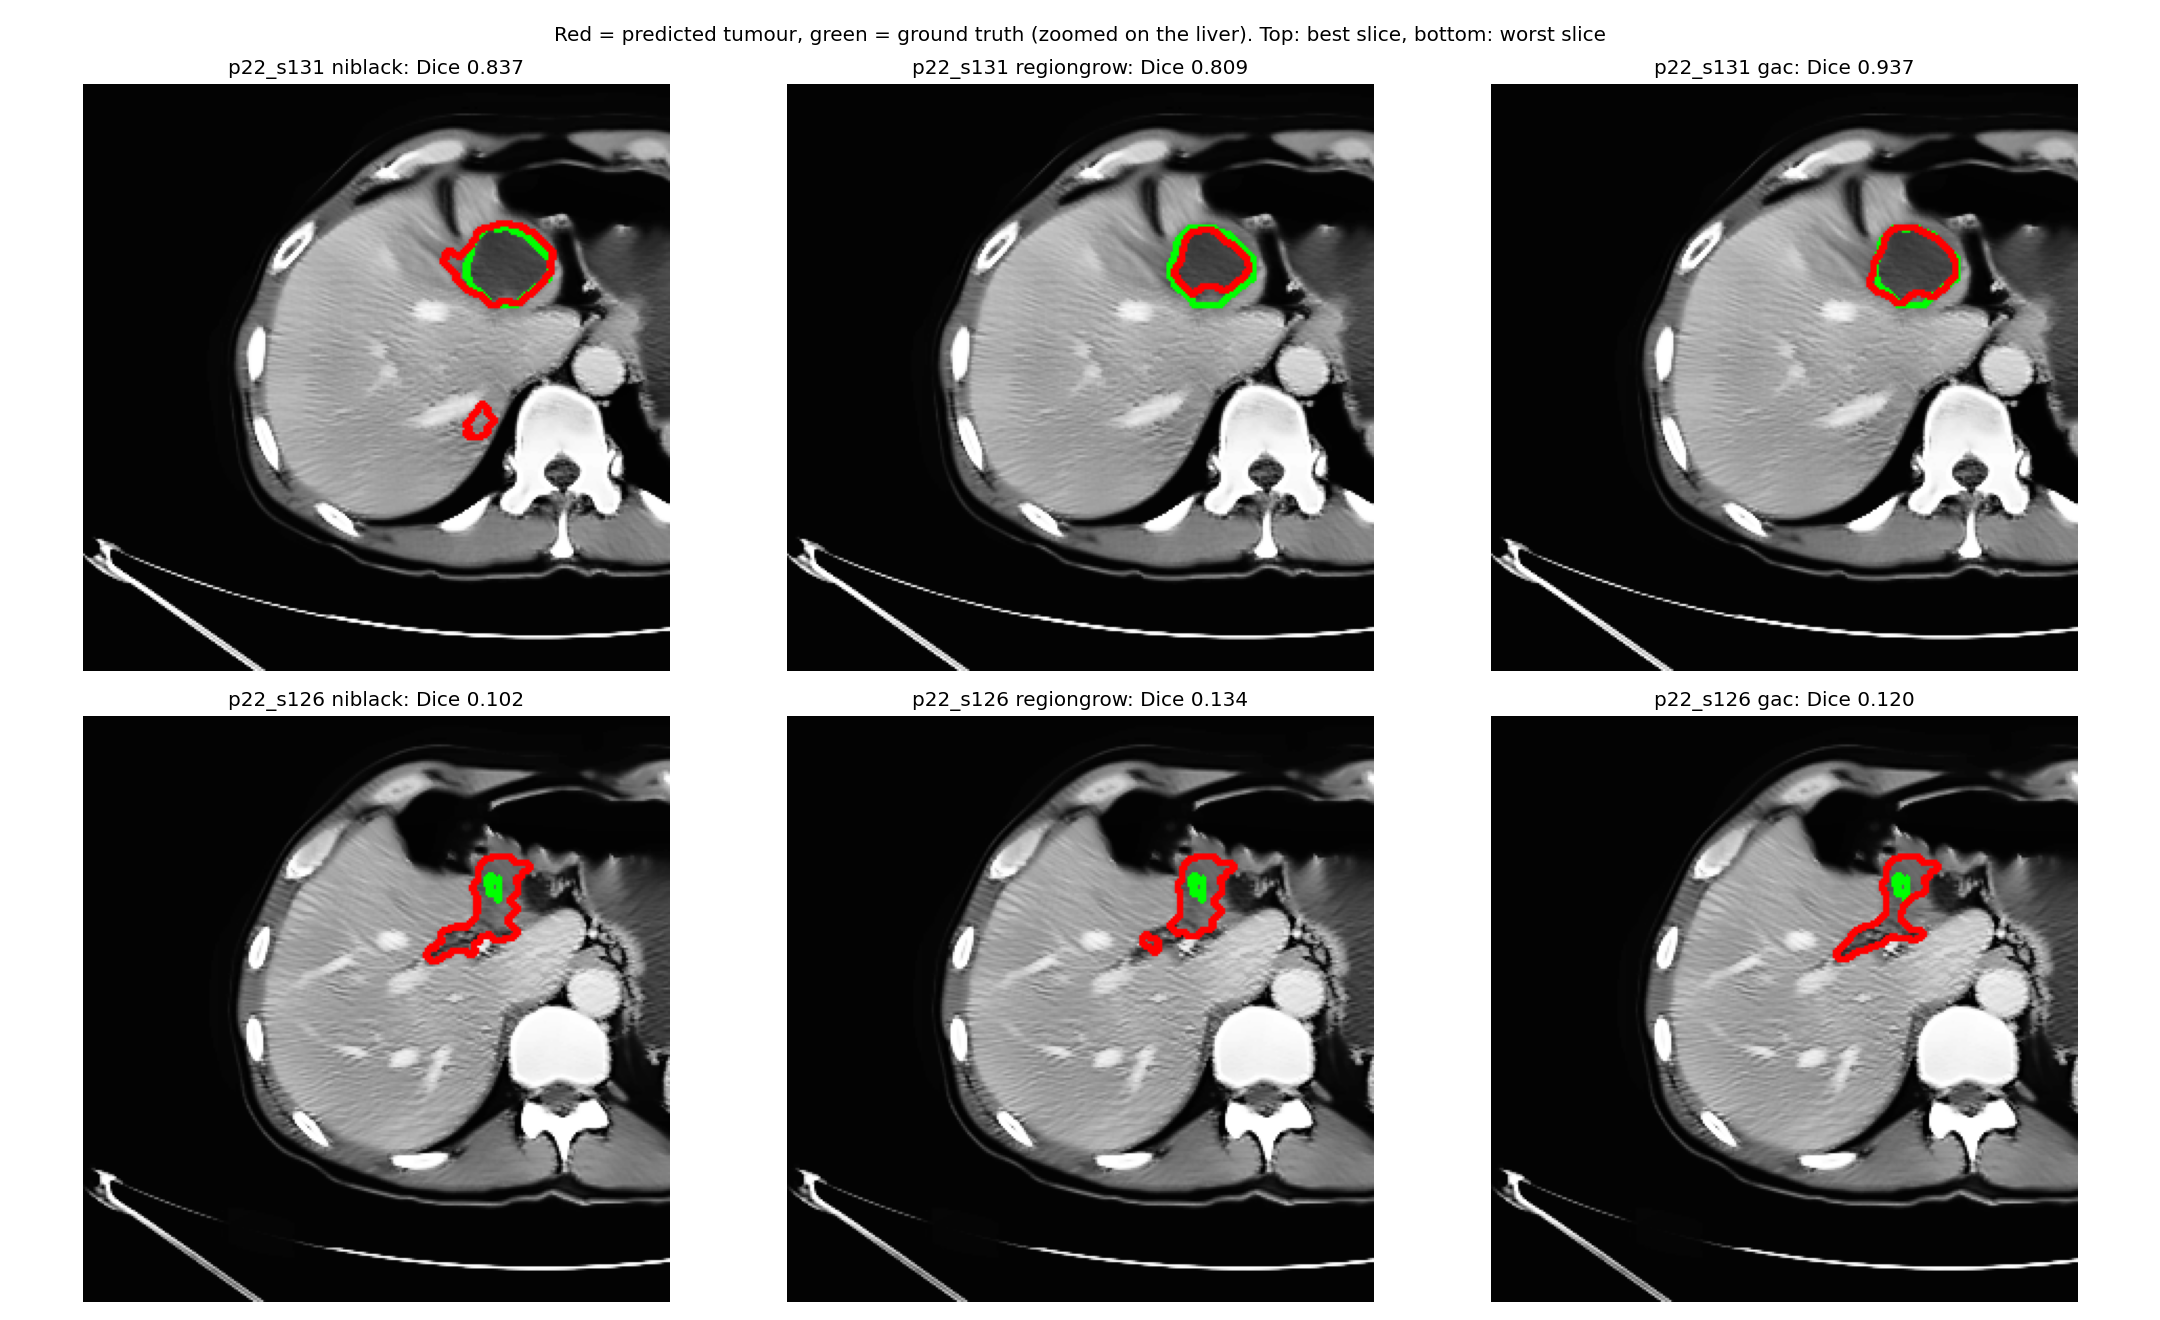 Red = predicted tumour, green = ground truth (zoomed on the liver). Top: best slice, bottom: worst slice
p22_s131 niblack: Dice 0.837
p22_s131 regiongrow: Dice 0.809
p22_s131 gac: Dice 0.937
p22_s126 niblack: Dice 0.102
p22_s126 regiongrow: Dice 0.134
p22_s126 gac: Dice 0.120